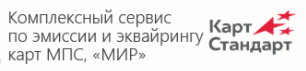 Комплексный сервис
по эмиссии и эквайрингу
карт МПС, «МИР»
Карт
Стандарт